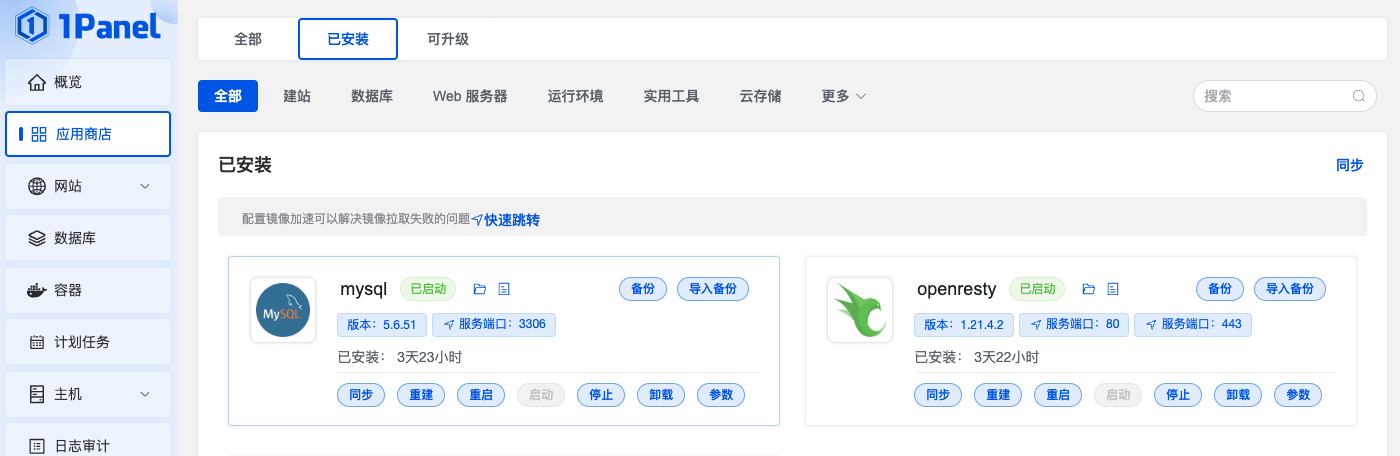 1Panel
概览
应用商店
网站
数据库
容器
计划任务
主机
日志审计
全部 已安装 可升级
全部 建站 数据库 Web 服务器 运行环境 实用工具 云存储 更多 搜索
已安装 同步
配置镜像加速可以解决镜像拉取失败的问题 快速跳转
MySQL
mysql 已启动 备份 导入备份
版本：5.6.51 服务端口：3306
已安装： 3天23小时
同步 重建 重启 启动 停止 卸载 参数
openresty 已启动 备份 导入备份
版本：1.21.4.2 服务端口：80 服务端口：443
已安装： 3天22小时
同步 重建 重启 启动 停止 卸载 参数